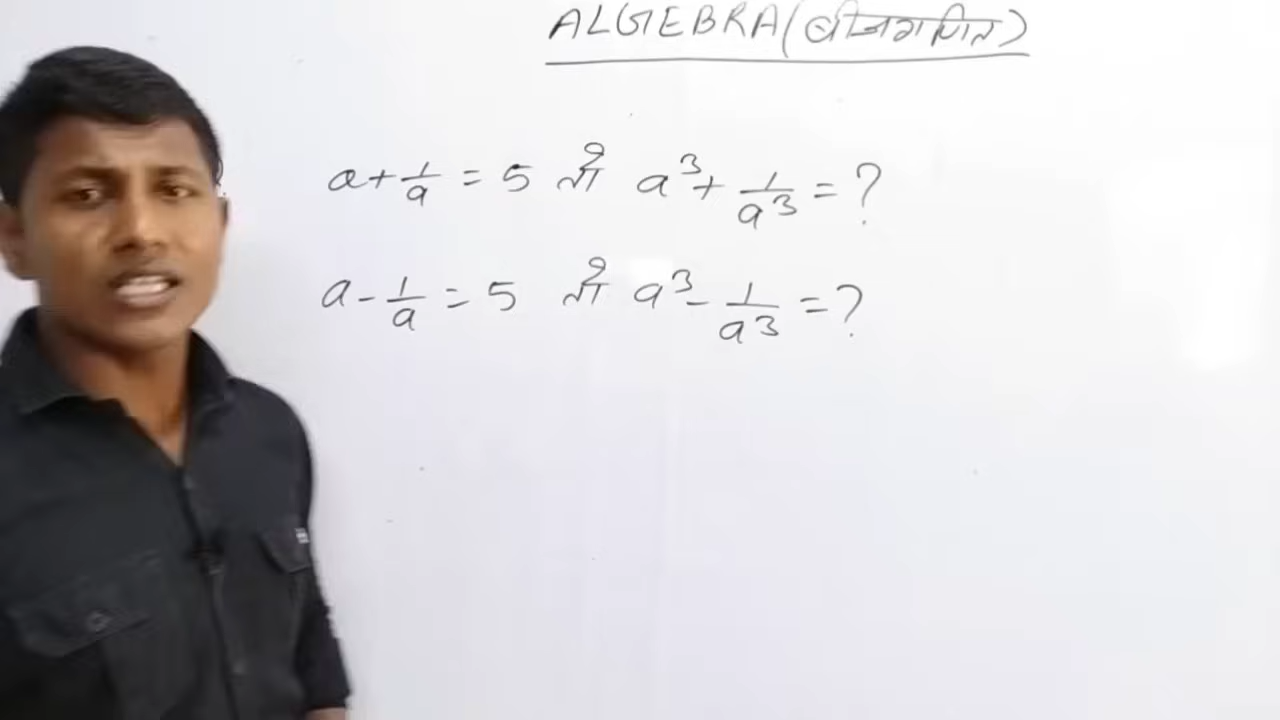 ALGEBRA (बीजगणित)
a + 1/a = 5 तो a³ + 1/a³ = ?
a - 1/a = 5 तो a³ - 1/a³ = ?